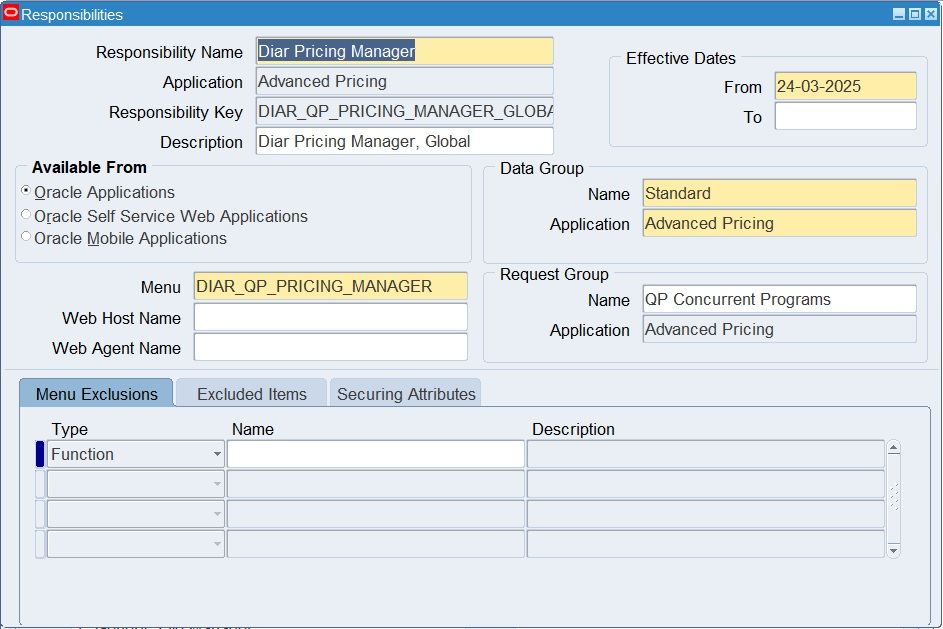 Responsibilities
Responsibility Name Diar Pricing Manager
Application Advanced Pricing
Responsibility Key DIAR_QP_PRICING_MANAGER_GLOBA
Description Diar Pricing Manager, Global
Effective Dates
From 24-03-2025
To
Available From
Oracle Applications
Oracle Self Service Web Applications
Oracle Mobile Applications
Data Group
Name Standard
Application Advanced Pricing
Menu DIAR_QP_PRICING_MANAGER
Web Host Name
Web Agent Name
Request Group
Name QP Concurrent Programs
Application Advanced Pricing
Menu Exclusions Excluded Items Securing Attributes
Type Name Description
Function